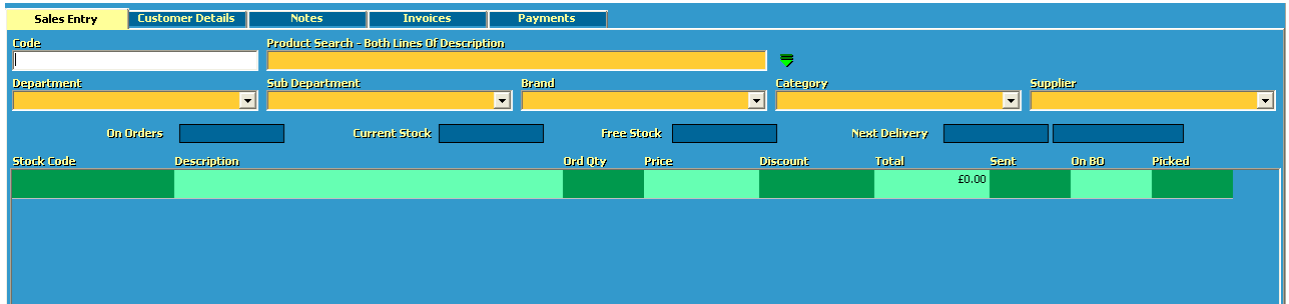 Sales Entry Customer Details Notes Invoices Payments
Code Product Search - Both Lines Of Description
Department Sub Department Brand Category Supplier
On Orders Current Stock Free Stock Next Delivery
Stock Code Description Ord Qty Price Discount Total Sent On BO Picked
£0.00